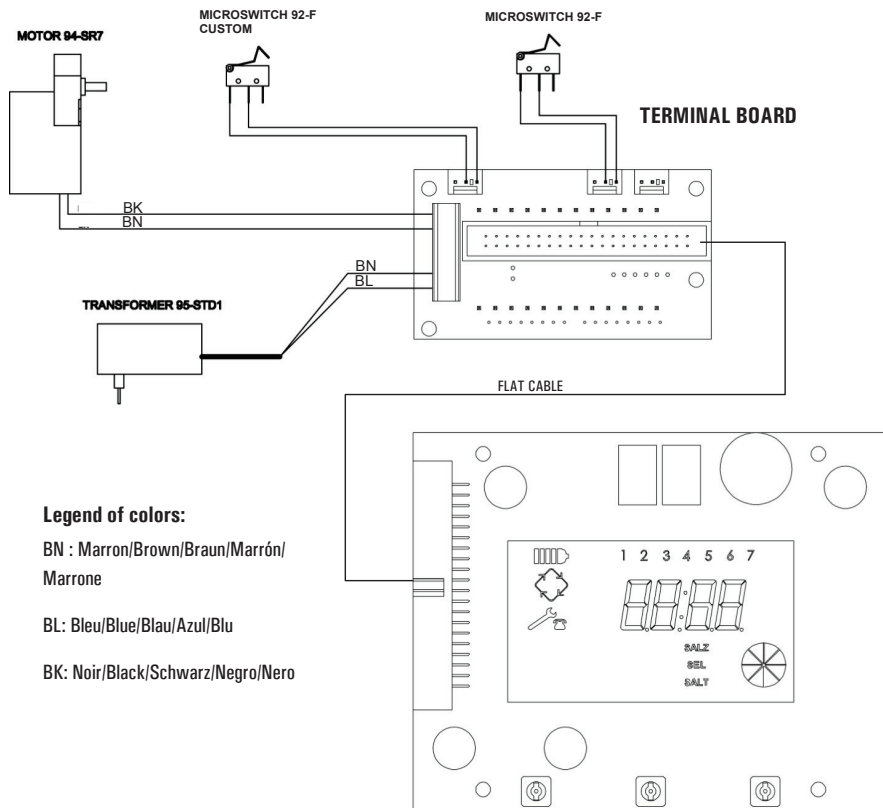 MICROSWITCH 92-F
CUSTOM
MICROSWITCH 92-F
MOTOR 94-SR7
TERMINAL BOARD
BK
BN
BN
BL
TRANSFORMER 95-STD1
FLAT CABLE
Legend of colors:
BN : Marron/Brown/Braun/Marrón/
Marrone
BL: Bleu/Blue/Blau/Azul/Blu
BK: Noir/Black/Schwarz/Negro/Nero
1 2 3 4 5 6 7
88:88
SALZ
SEL
SALT